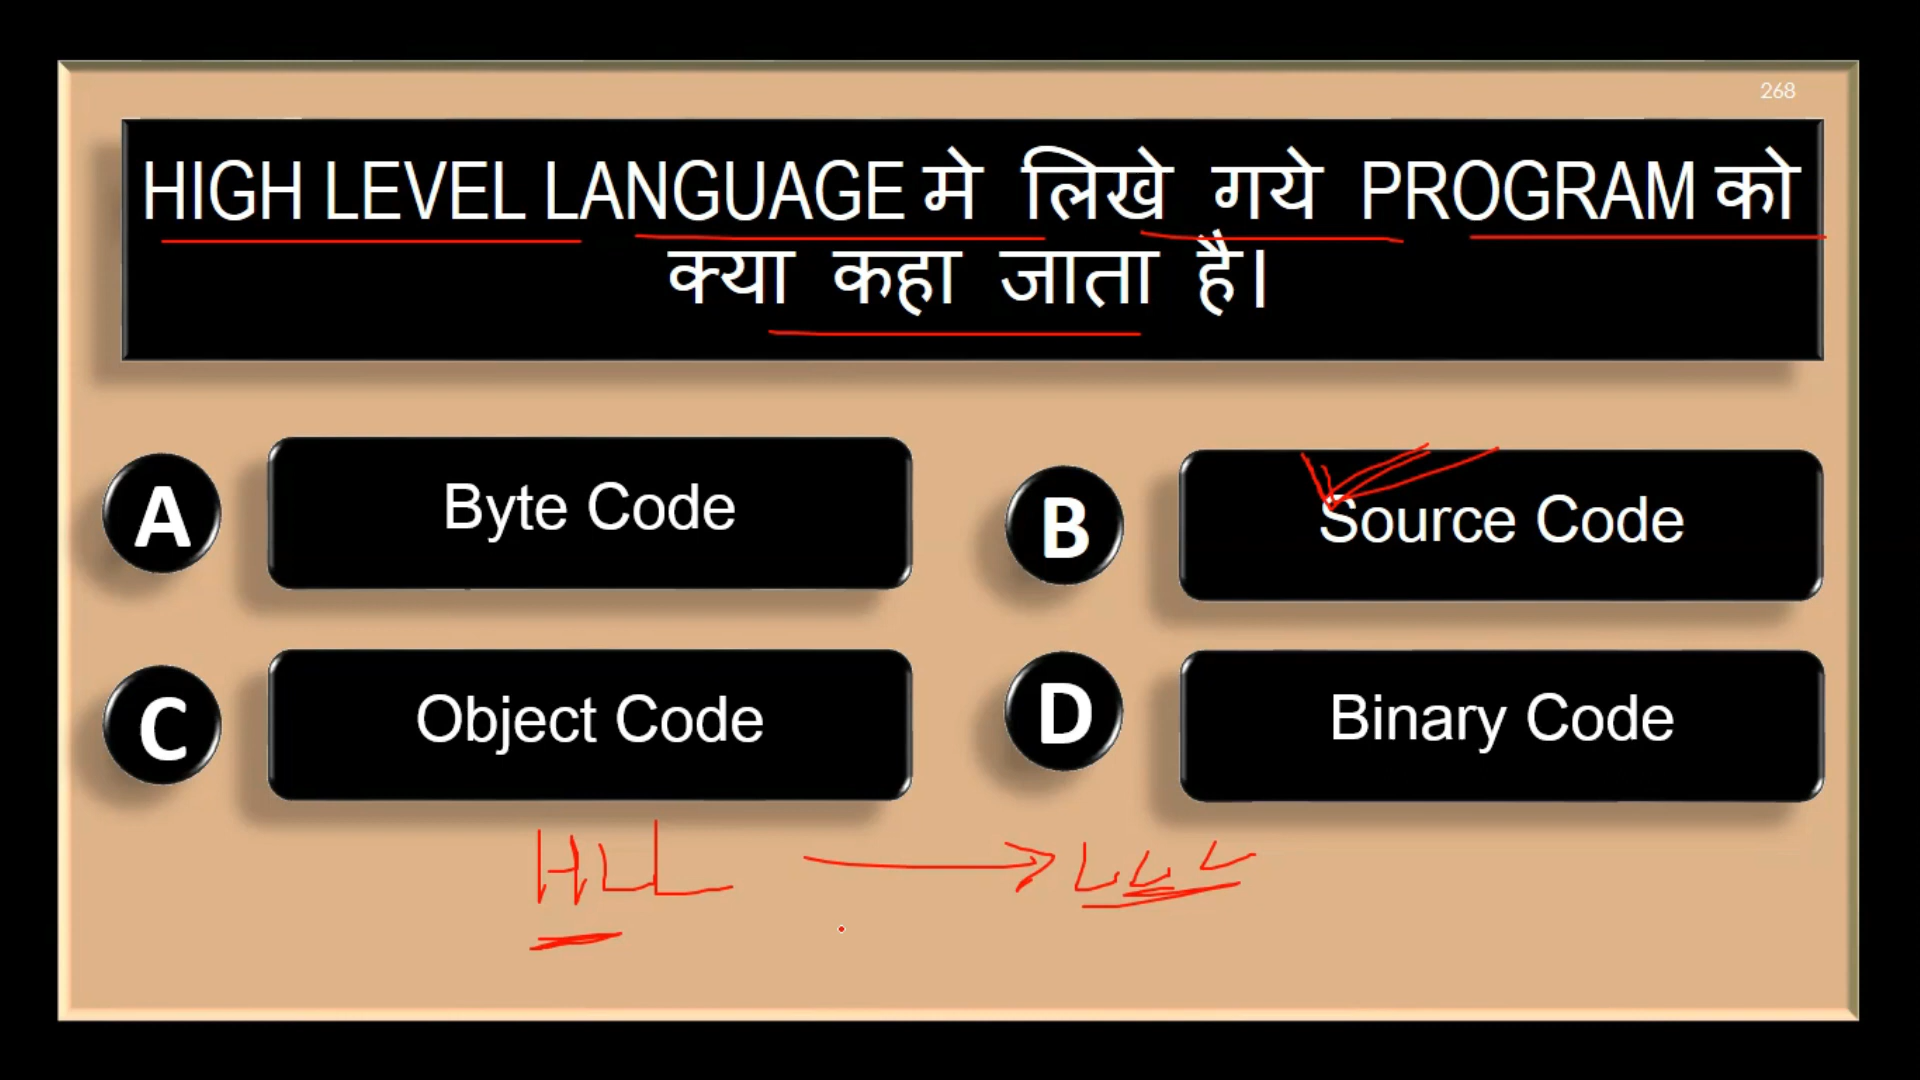 268
HIGH LEVEL LANGUAGE मे लिखे गये PROGRAM को
क्या कहा जाता है।
A Byte Code
B Source Code
C Object Code
D Binary Code
HLL → LLL